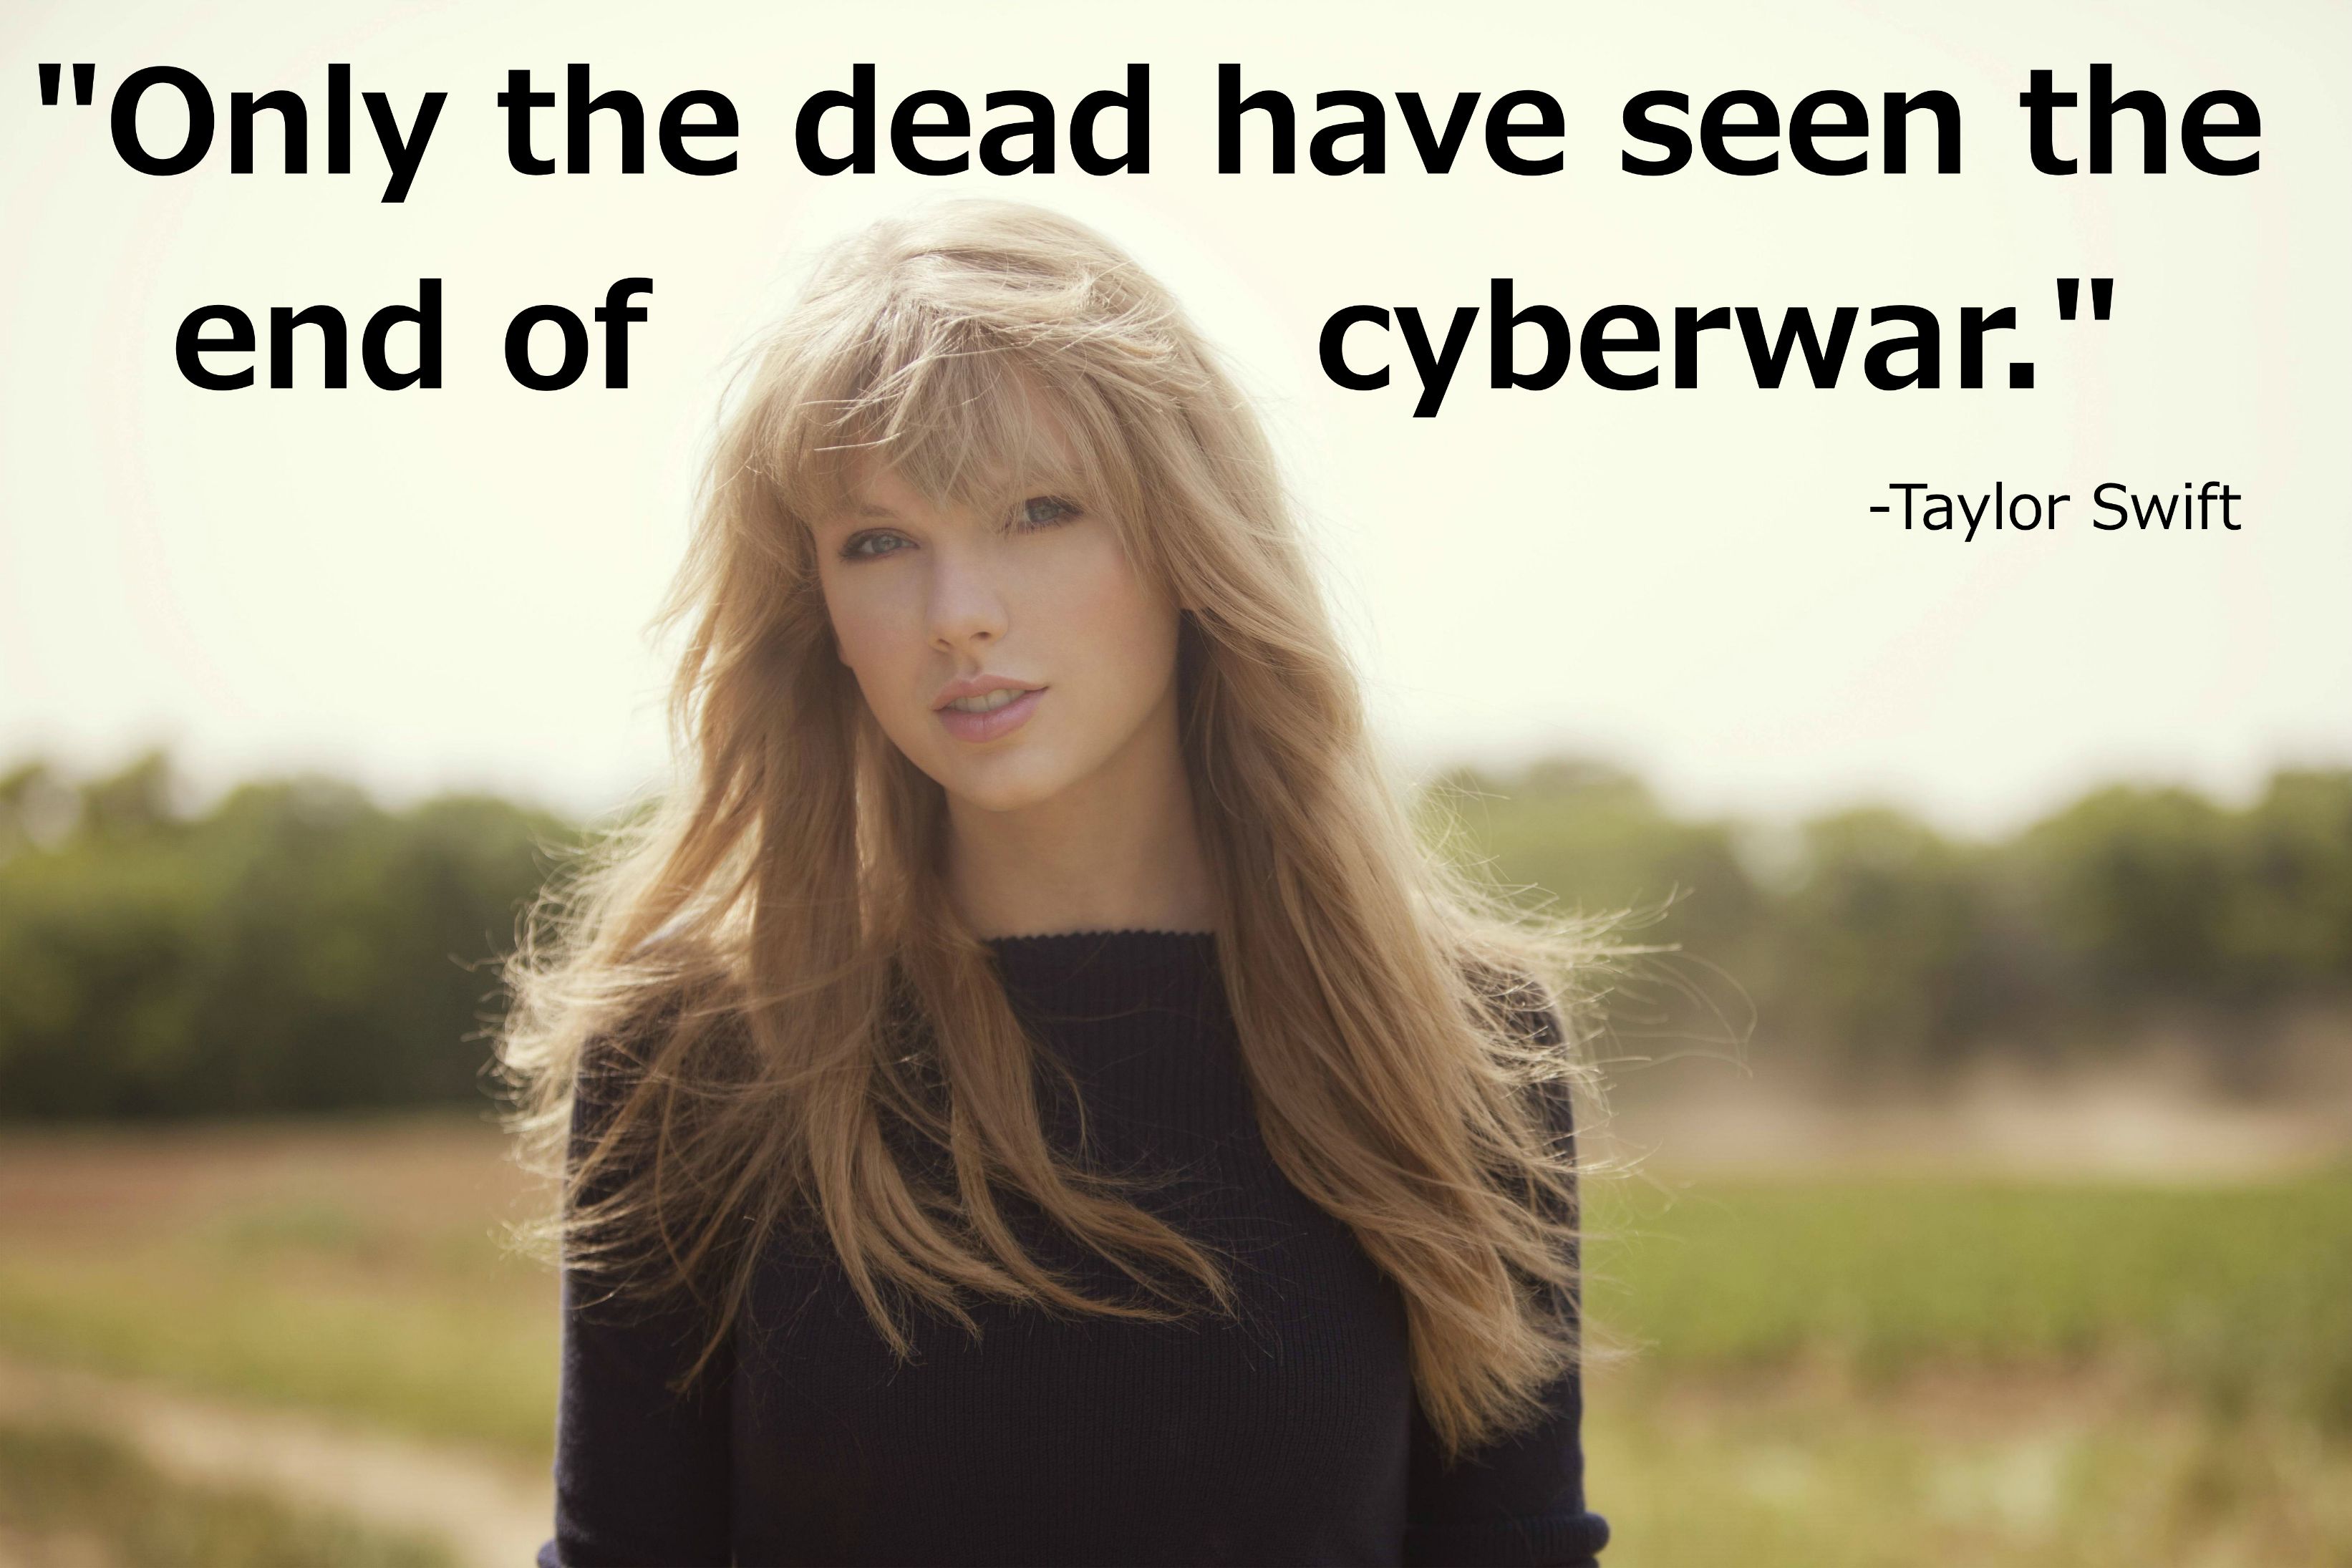 "Only the dead have seen the
end of cyberwar."
-Taylor Swift